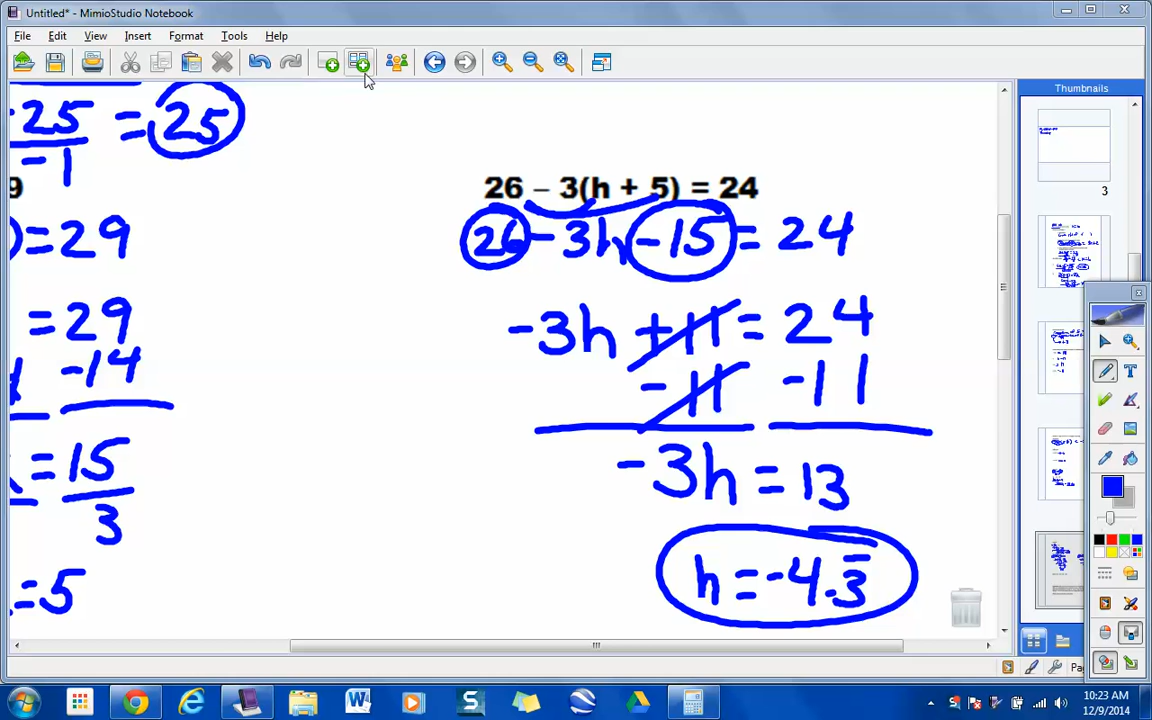 Untitled* - MimioStudio Notebook
File Edit View Insert Format Tools Help
Thumbnails
3
-25 / -1 = 25
9
=29
=29
-14
=15
3
=5
26 – 3(h + 5) = 24
26 -3h -15 = 24
-3h +11 = 24
-11 -11
-3h = 13
h = -4.3̅
Pa
10:23 AM
12/9/2014